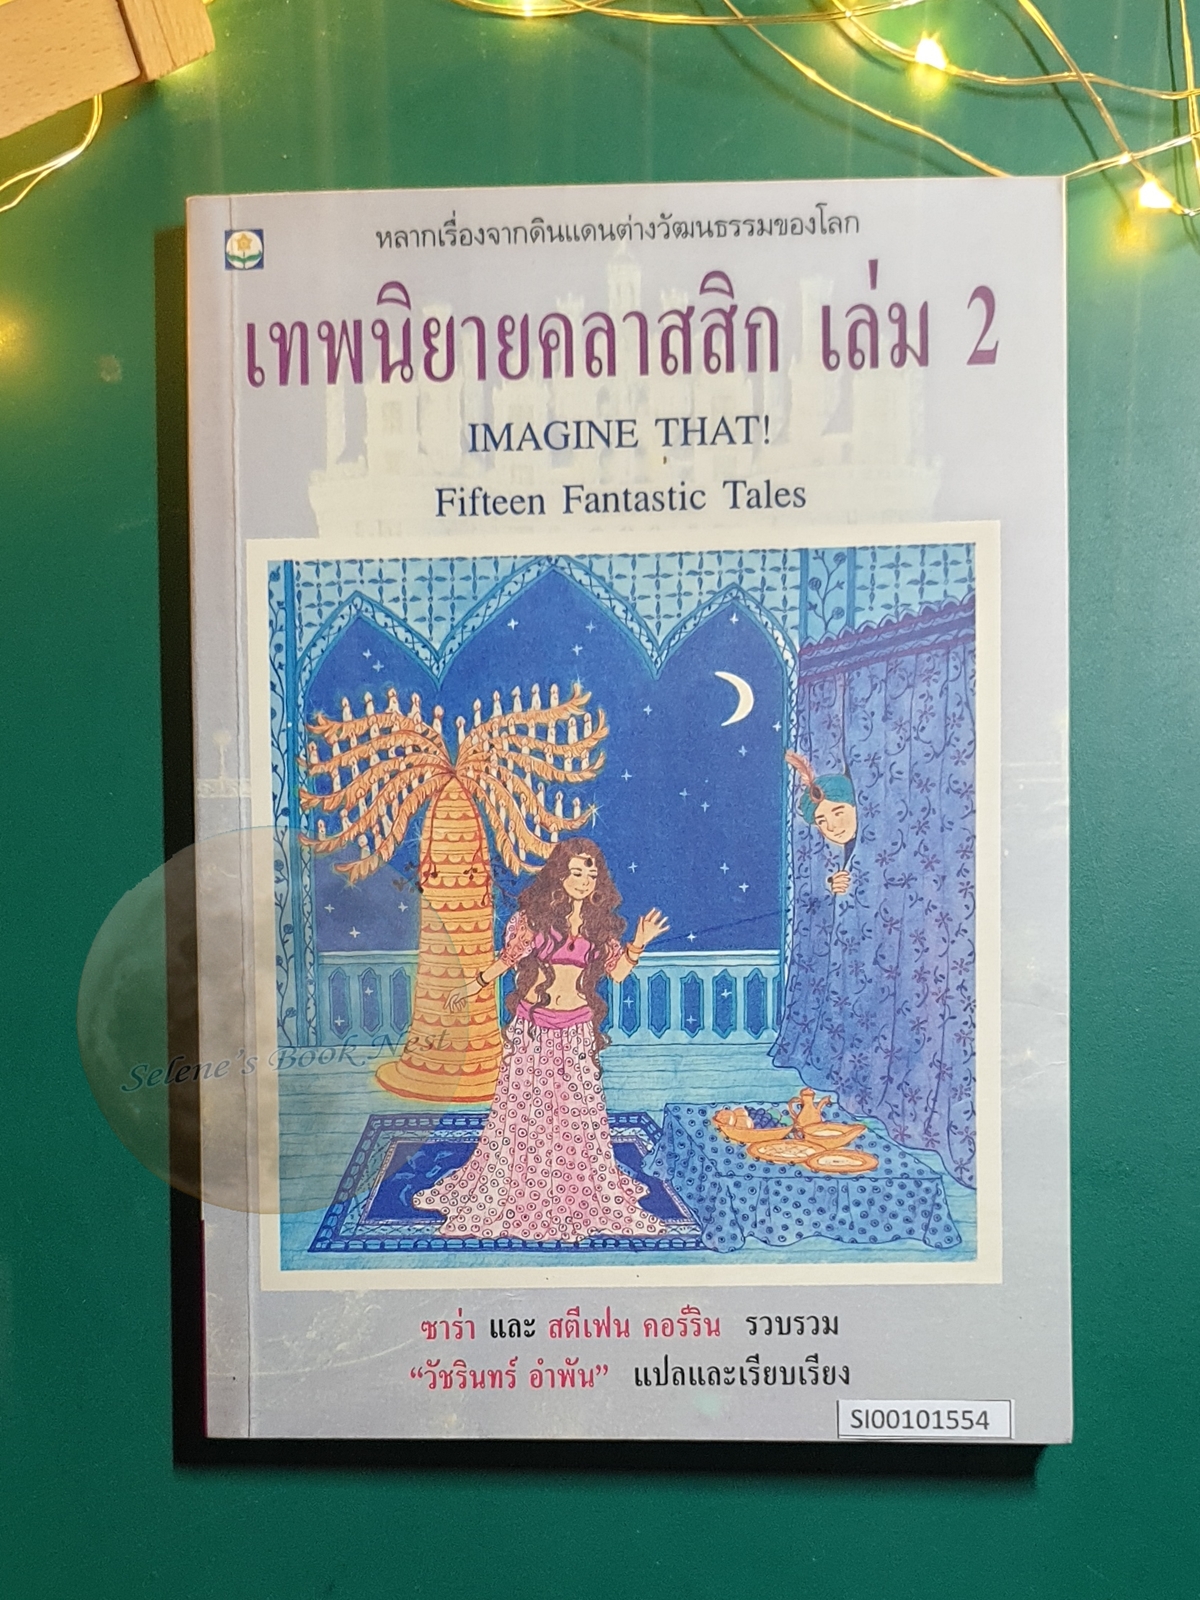 หลากเรื่องจากดินแดนต่างวัฒนธรรมของโลก
เทพนิยายคลาสสิก เล่ม 2
IMAGINE THAT!
Fifteen Fantastic Tales
Selene's Book Nest
ซาร่า และ สตีเฟน คอร์ริน รวบรวม
“วัชรินทร์ อำพัน” แปลและเรียบเรียง
SI00101554